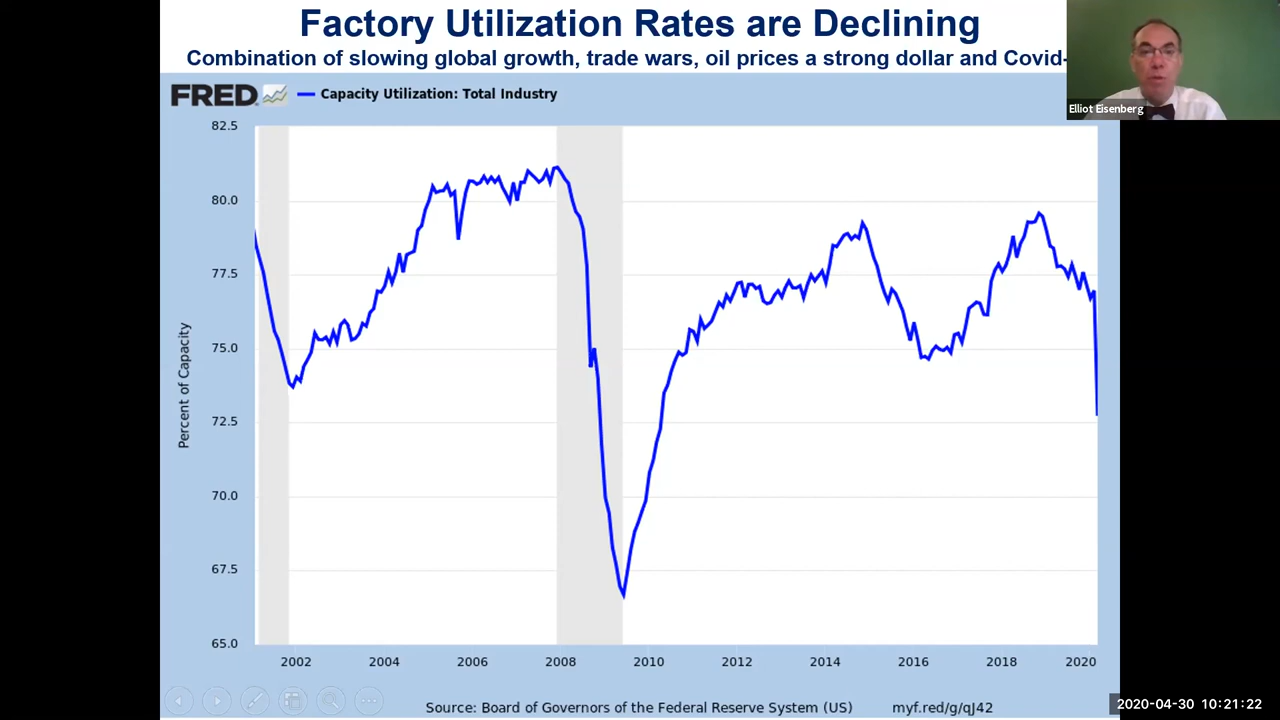 Factory Utilization Rates are Declining
Combination of slowing global growth, trade wars, oil prices a strong dollar and Covid-
Elliot Eisenberg
FRED Capacity Utilization: Total Industry
82.5
80.0
77.5
75.0
72.5
70.0
67.5
65.0
Percent of Capacity
2002 2004 2006 2008 2010 2012 2014 2016 2018 2020
Source: Board of Governors of the Federal Reserve System (US) myf.red/g/qJ42
2020-04-30 10:21:22